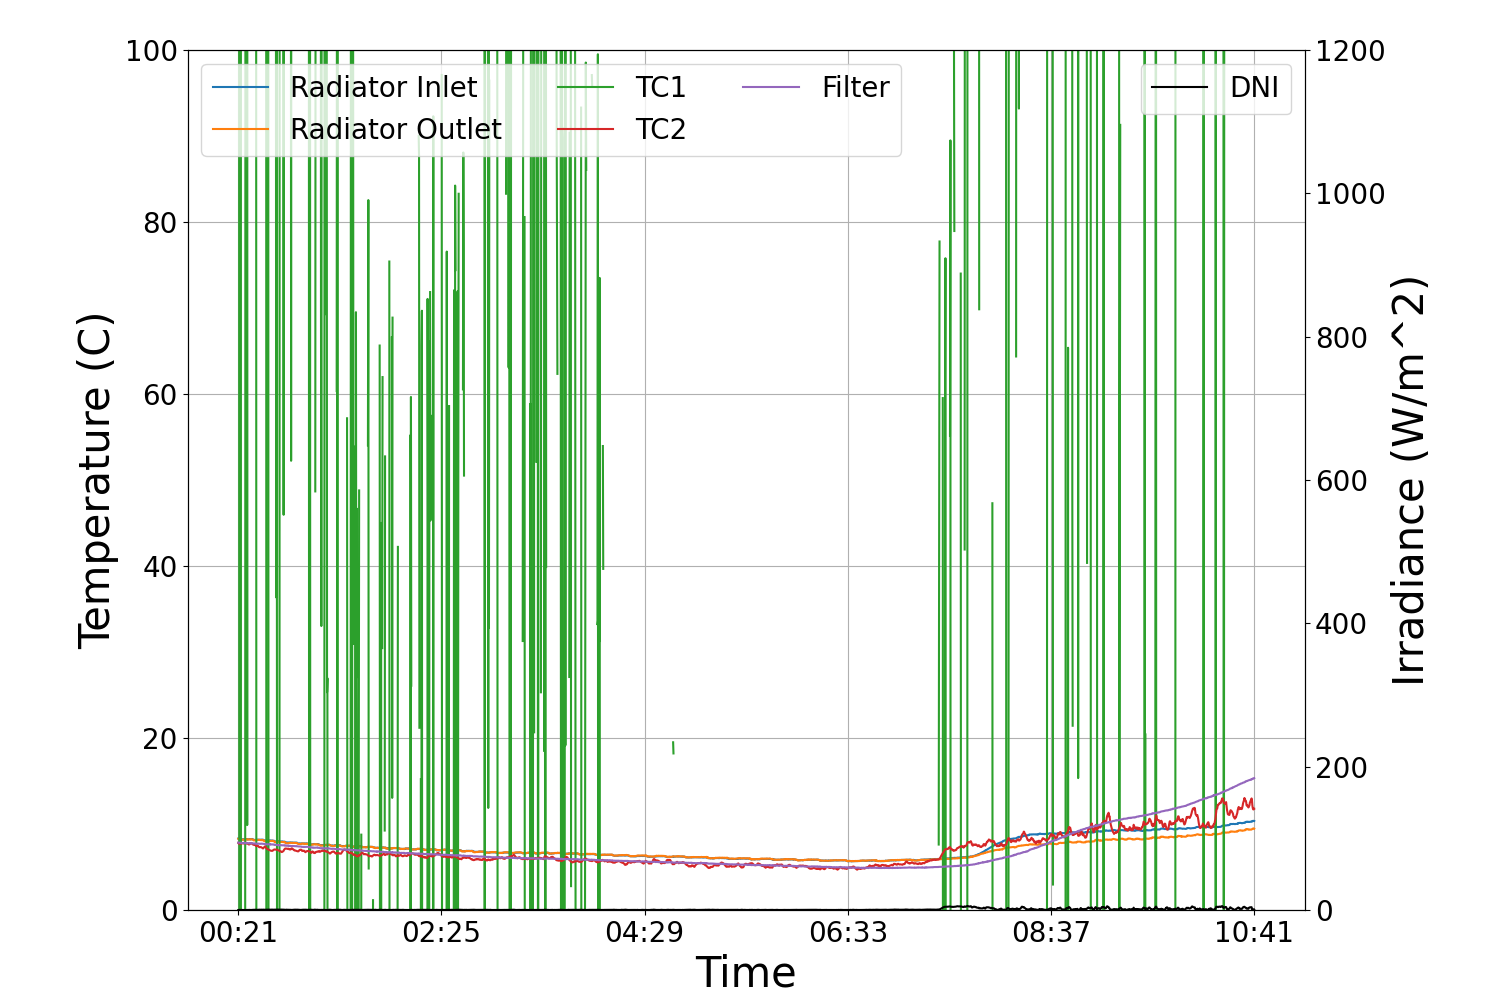 100
80
60
40
20
0
Temperature (C)
Radiator Inlet
Radiator Outlet
TC1
TC2
Filter
DNI
1200
1000
800
600
400
200
0
Irradiance (W/m^2)
00:21 02:25 04:29 06:33 08:37 10:41
Time